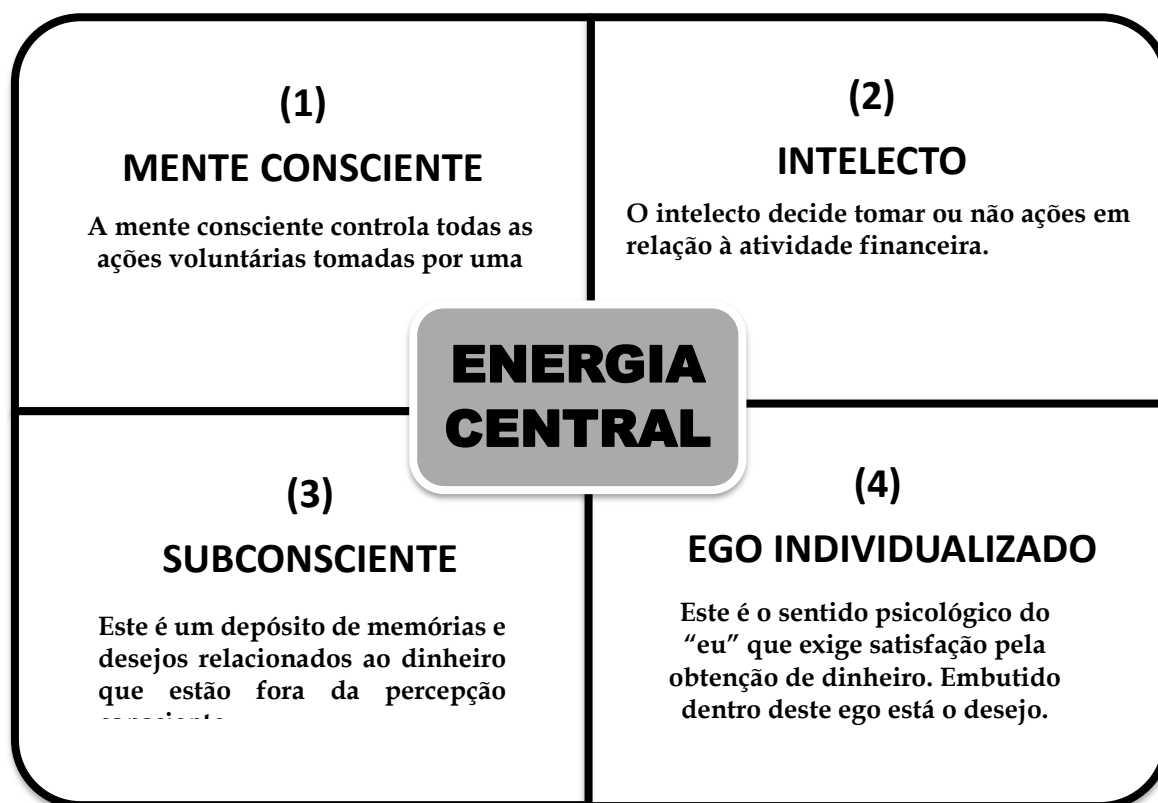 (1)
MENTE CONSCIENTE
A mente consciente controla todas as
ações voluntárias tomadas por uma
(2)
INTELECTO
O intelecto decide tomar ou não ações em
relação à atividade financeira.
ENERGIA
CENTRAL
(3)
SUBCONSCIENTE
Este é um depósito de memórias e
desejos relacionados ao dinheiro
que estão fora da percepção
(4)
EGO INDIVIDUALIZADO
Este é o sentido psicológico do
“eu” que exige satisfação pela
obtenção de dinheiro. Embutido
dentro deste ego está o desejo.